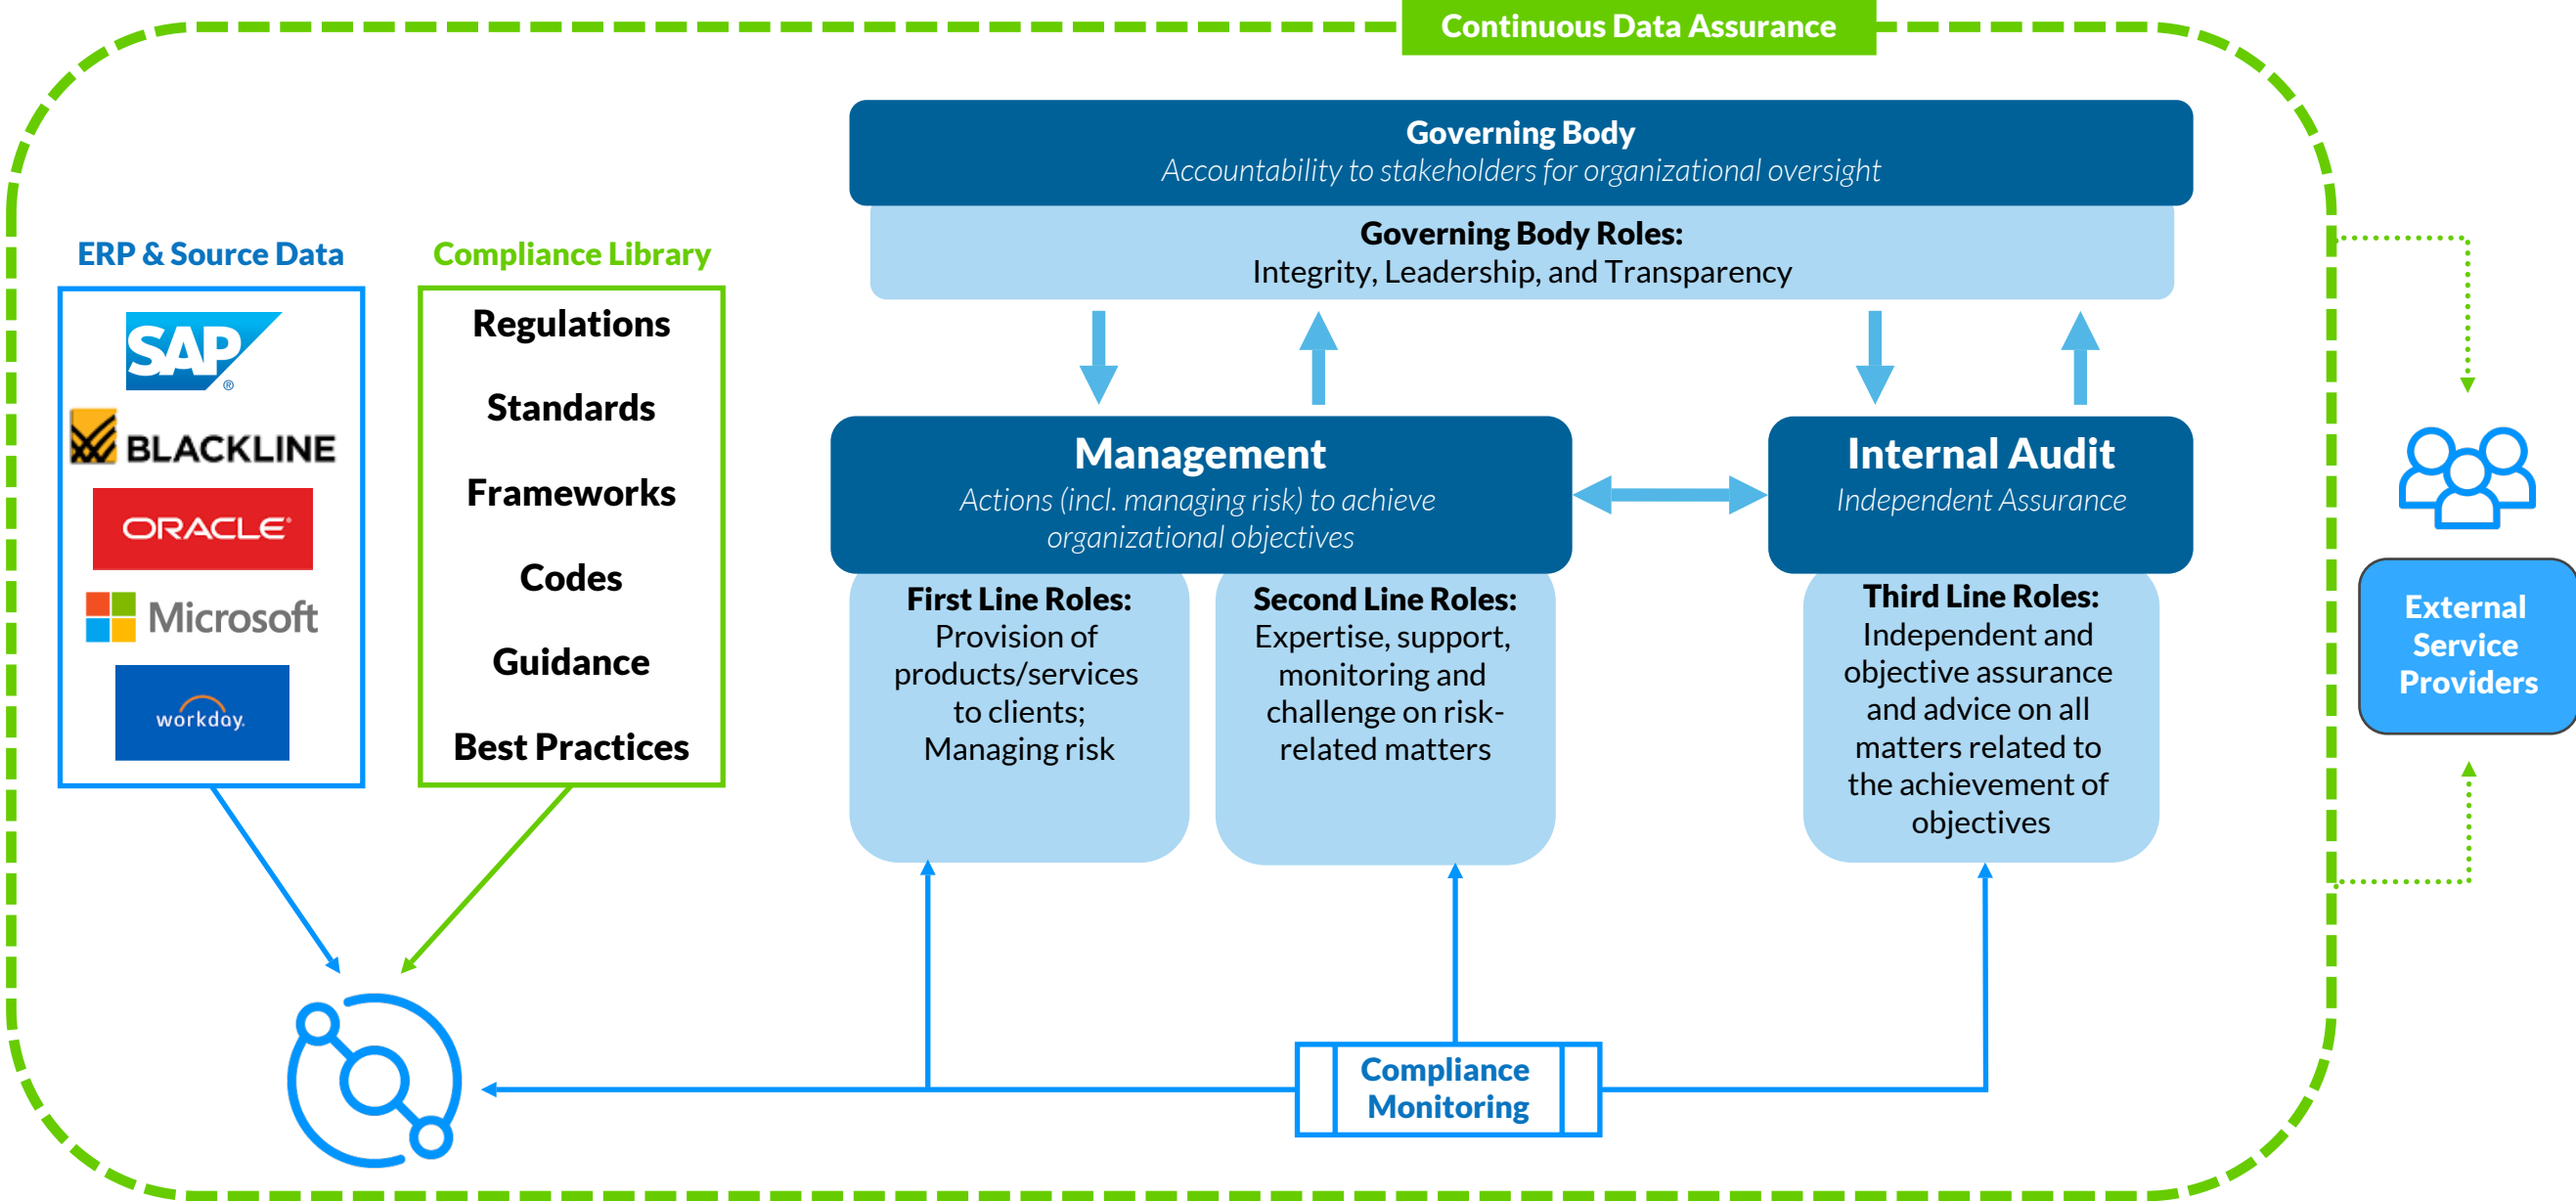 Continuous Data Assurance
Governing Body
Accountability to stakeholders for organizational oversight
Governing Body Roles:
Integrity, Leadership, and Transparency
ERP & Source Data
SAP
®
BLACKLINE
ORACLE®
Microsoft
workday.
Compliance Library
Regulations
Standards
Frameworks
Codes
Guidance
Best Practices
Management
Actions (incl. managing risk) to achieve
organizational objectives
First Line Roles:
Provision of
products/services
to clients;
Managing risk
Second Line Roles:
Expertise, support,
monitoring and
challenge on risk-
related matters
Internal Audit
Independent Assurance
Third Line Roles:
Independent and
objective assurance
and advice on all
matters related to
the achievement of
objectives
External
Service
Providers
Compliance
Monitoring